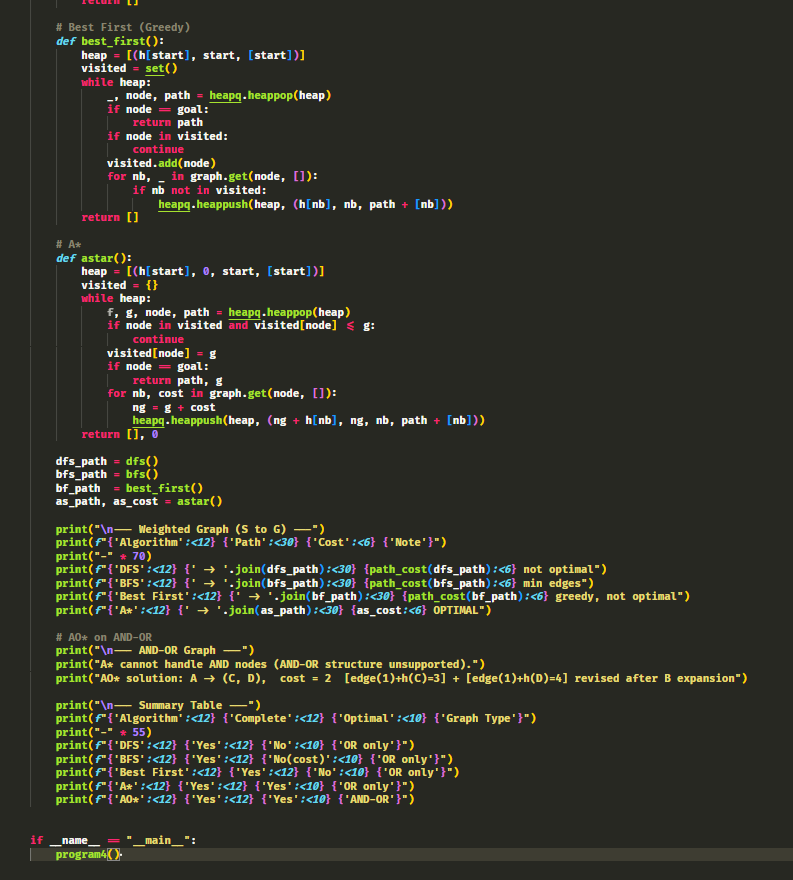 return []
# Best First (Greedy)
def best_first():
heap = [(h[start], start, [start])]
visited = set()
while heap:
_, node, path = heapq.heappop(heap)
if node == goal:
return path
if node in visited:
continue
visited.add(node)
for nb, _ in graph.get(node, []):
if nb not in visited:
heapq.heappush(heap, (h[nb], nb, path + [nb]))
return []
# A*
def astar():
heap = [(h[start], 0, start, [start])]
visited = {}
while heap:
f, g, node, path = heapq.heappop(heap)
if node in visited and visited[node] <= g:
continue
visited[node] = g
if node == goal:
return path, g
for nb, cost in graph.get(node, []):
ng = g + cost
heapq.heappush(heap, (ng + h[nb], ng, nb, path + [nb]))
return [], 0
dfs_path = dfs()
bfs_path = bfs()
bf_path  = best_first()
as_path, as_cost = astar()
print("\n--- Weighted Graph (S to G) ---")
print(f"{'Algorithm':<12} {'Path':<30} {'Cost':<6} {'Note'}")
print("-" * 70)
print(f"{'DFS':<12} {' -> '.join(dfs_path):<30} {path_cost(dfs_path):<6} not optimal")
print(f"{'BFS':<12} {' -> '.join(bfs_path):<30} {path_cost(bfs_path):<6} min edges")
print(f"{'Best First':<12} {' -> '.join(bf_path):<30} {path_cost(bf_path):<6} greedy, not optimal")
print(f"{'A*':<12} {' -> '.join(as_path):<30} {as_cost:<6} OPTIMAL")
# AO* on AND-OR
print("\n--- AND-OR Graph ---")
print("A* cannot handle AND nodes (AND-OR structure unsupported).")
print("AO* solution: A -> (C, D),  cost = 2  [edge(1)+h(C)=3] + [edge(1)+h(D)=4] revised after B expansion")
print("\n--- Summary Table ---")
print(f"{'Algorithm':<12} {'Complete':<12} {'Optimal':<10} {'Graph Type'}")
print("-" * 55)
print(f"{'DFS':<12} {'Yes':<12} {'No':<10} {'OR only'}")
print(f"{'BFS':<12} {'Yes':<12} {'No(cost)':<10} {'OR only'}")
print(f"{'Best First':<12} {'Yes':<12} {'No':<10} {'OR only'}")
print(f"{'A*':<12} {'Yes':<12} {'Yes':<10} {'OR only'}")
print(f"{'AO*':<12} {'Yes':<12} {'Yes':<10} {'AND-OR'}")
if __name__ == "__main__":
program4()